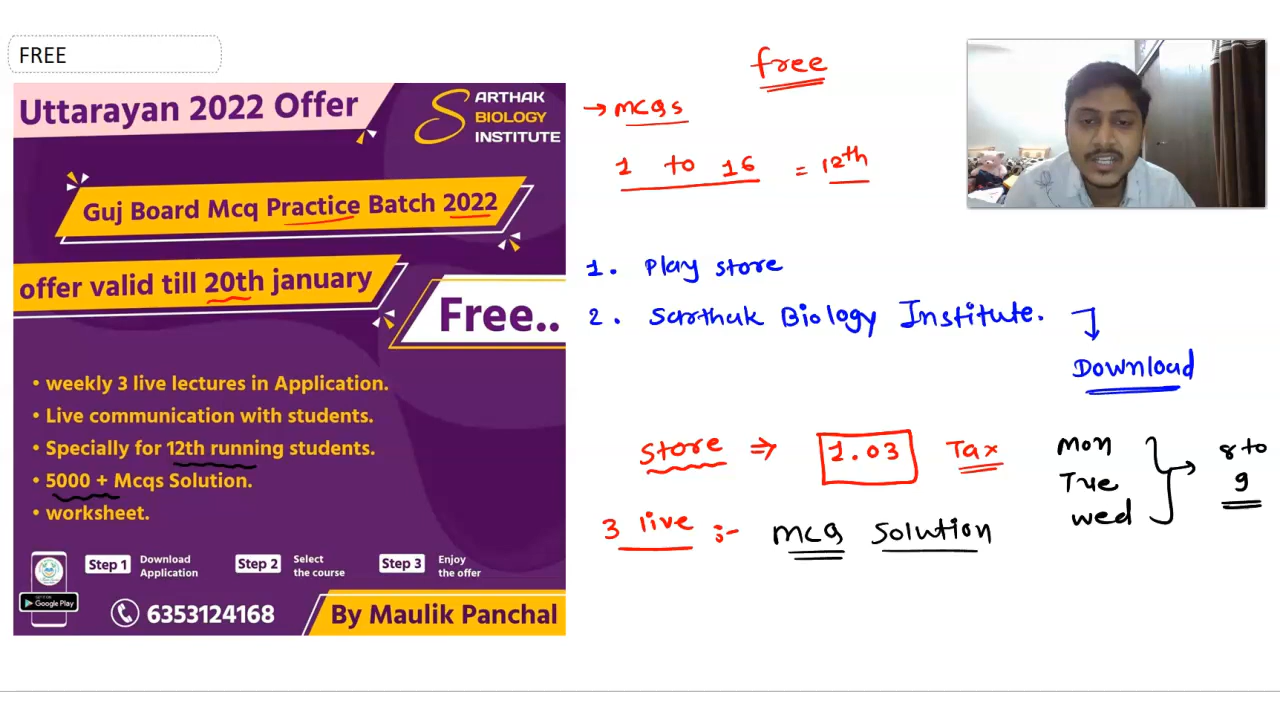 FREE
Uttarayan 2022 Offer
SARTHAK
BIOLOGY
INSTITUTE
Guj Board Mcq Practice Batch 2022
offer valid till 20th january
Free..
• weekly 3 live lectures in Application.
• Live communication with students.
• Specially for 12th running students.
• 5000 + Mcqs Solution.
• worksheet.
Step 1 Download Application
Step 2 Select the course
Step 3 Enjoy the offer
Google Play
6353124168
By Maulik Panchal
free
→ MCQs
1 to 16 = 12th
1. Play store
2. Sarthak Biology Institute.
Download
store ⇒ 1.03 Tax
3 live :- MCQ Solution
Mon
Tue
wed
8 to
9